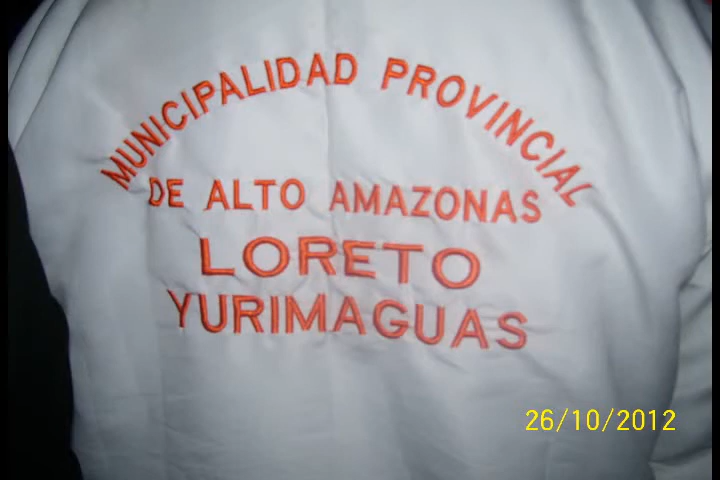 MUNICIPALIDAD PROVINCIAL
DE ALTO AMAZONAS
LORETO
YURIMAGUAS
26/10/2012